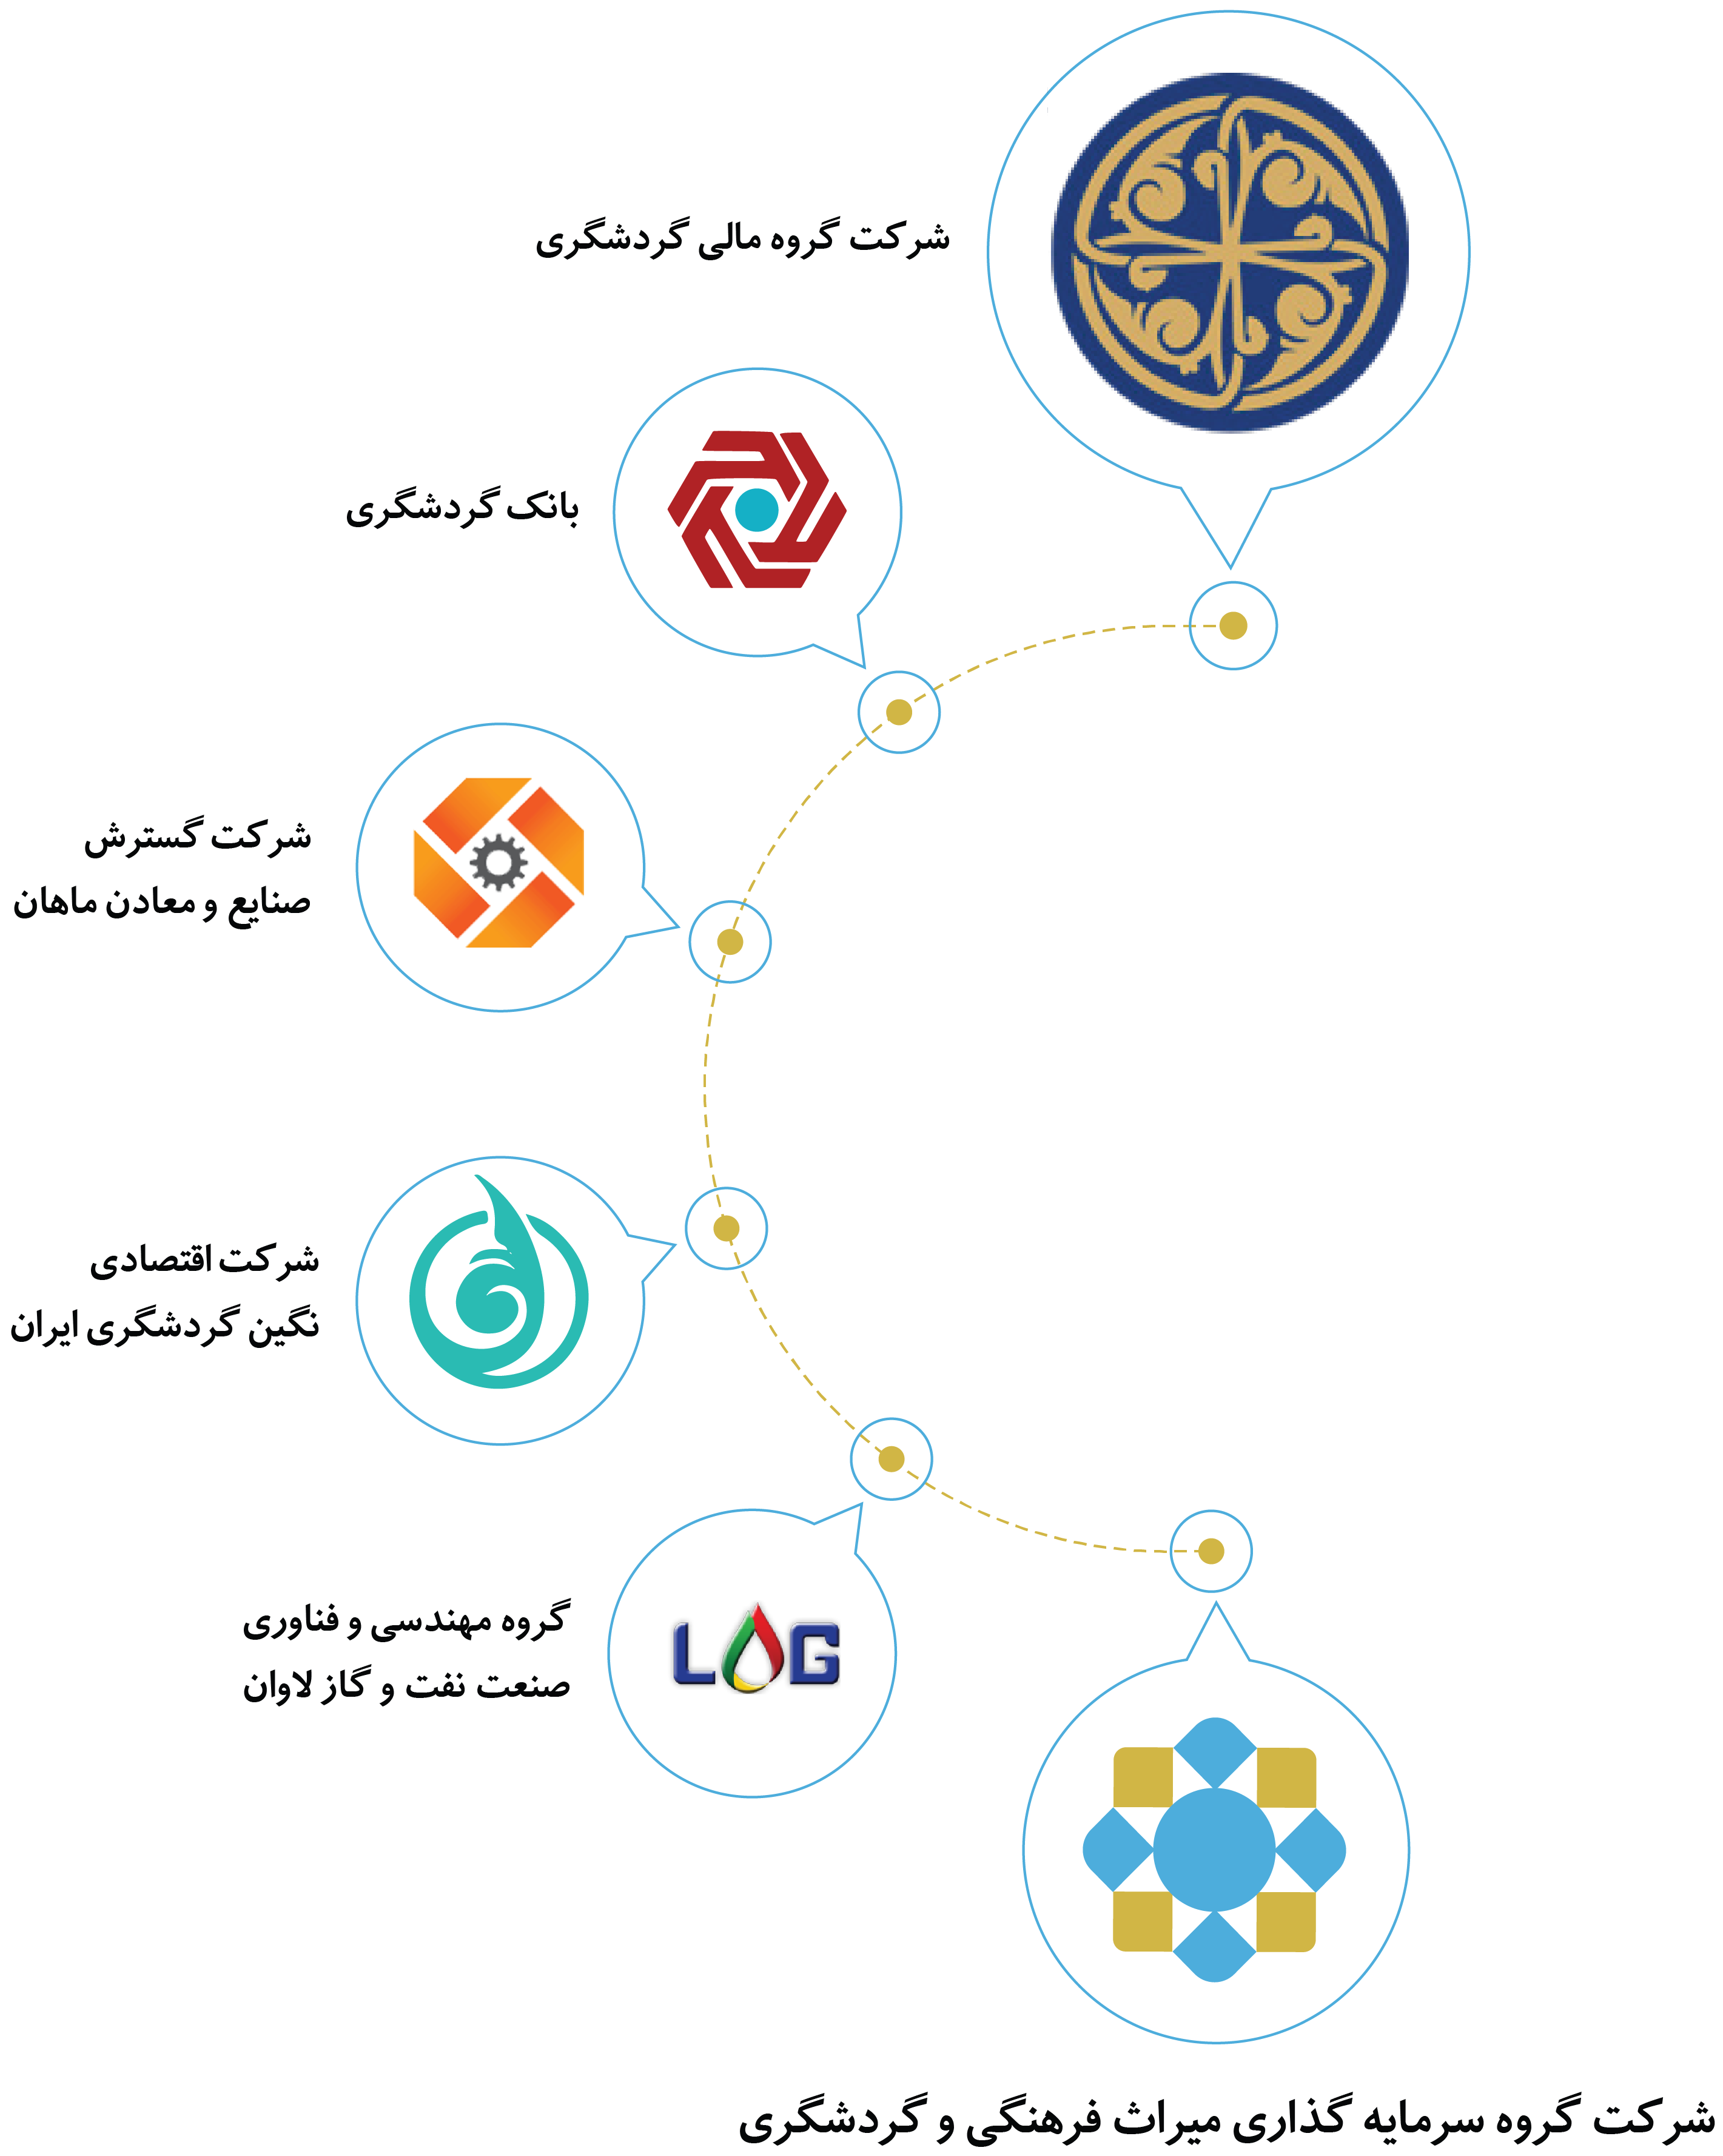 شرکت گروه مالی گردشگری
بانک گردشگری
شرکت گسترش
صنایع و معادن ماهان
شرکت اقتصادی
نگین گردشگری ایران
گروه مهندسی و فناوری
صنعت نفت و گاز لاوان
LOG
شرکت گروه سرمایه گذاری میراث فرهنگی و گردشگری